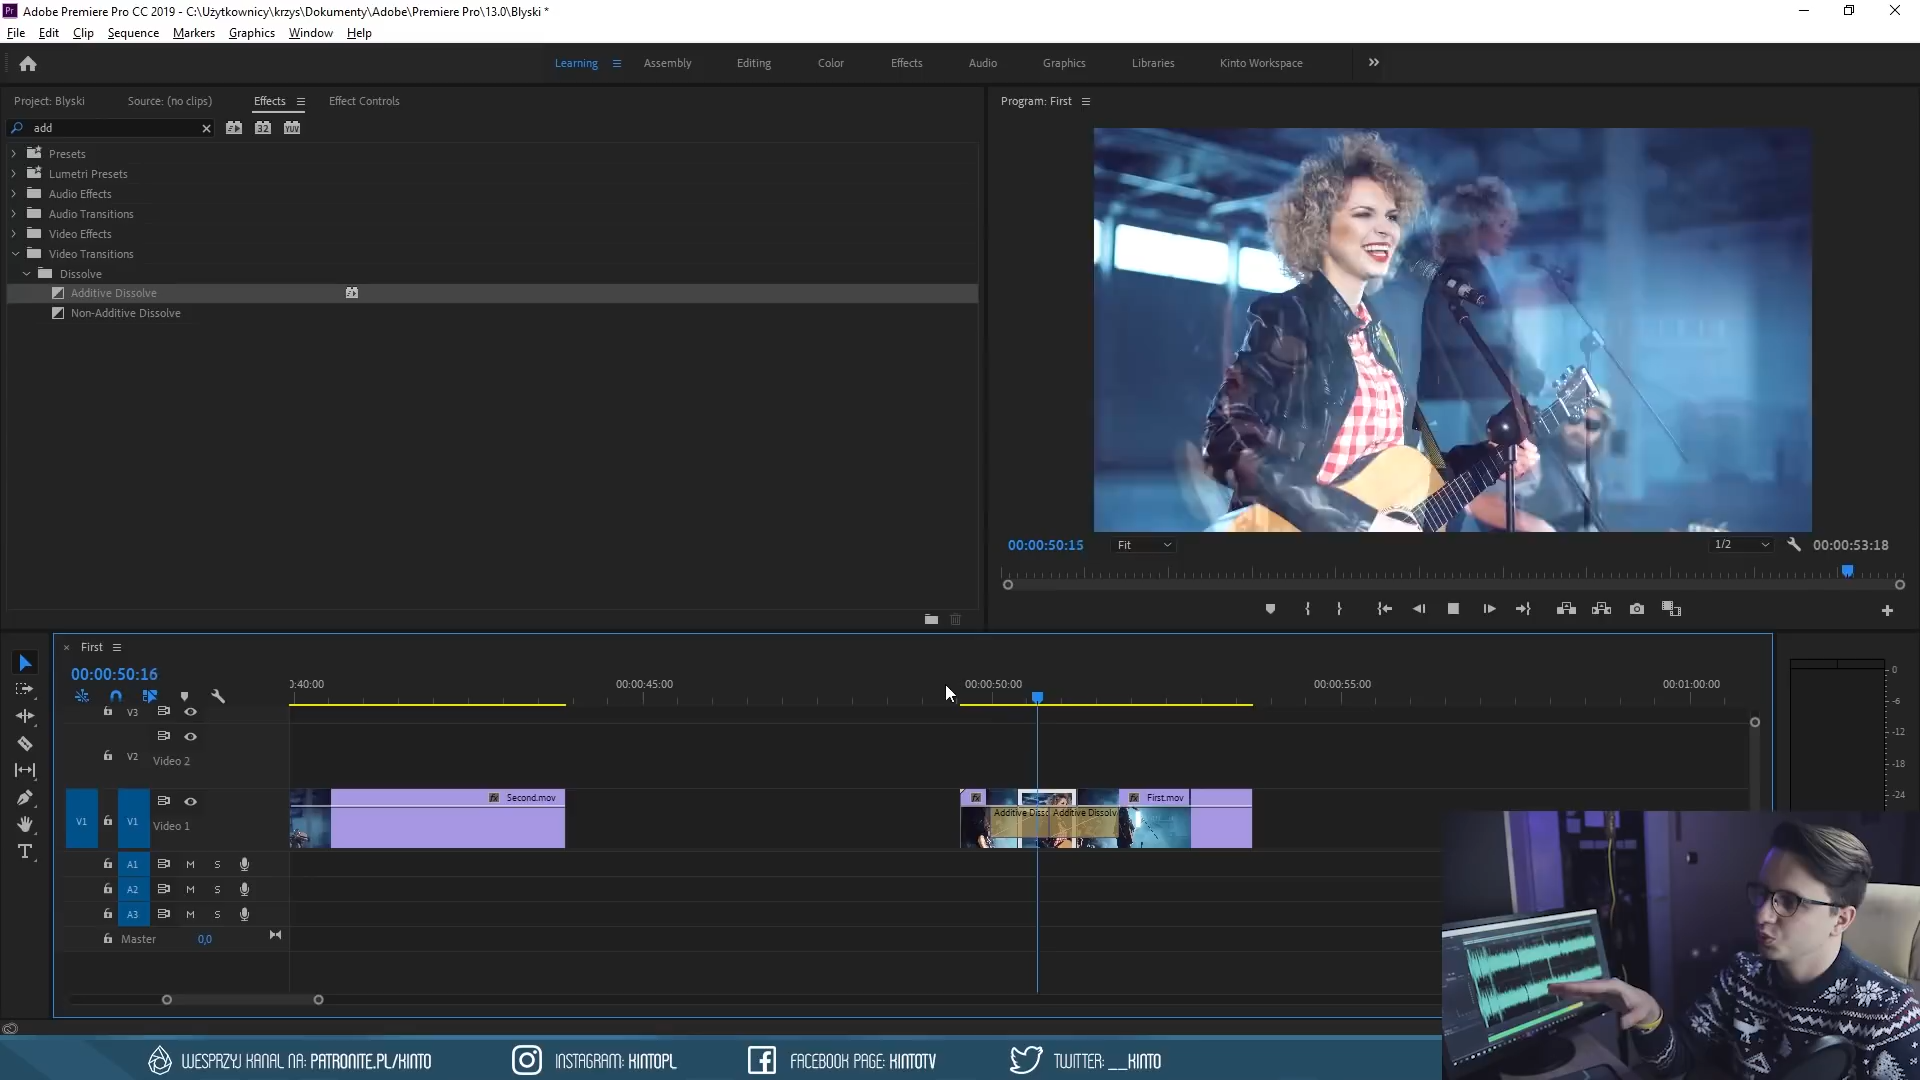 Adobe Premiere Pro CC 2019 - C:\Użytkownicy\krzys\Dokumenty\Adobe\Premiere Pro\13.0\Blyski *
File Edit Clip Sequence Markers Graphics Window Help
Learning Assembly Editing Color Effects Audio Graphics Libraries Kinto Workspace
Project: Blyski Source: (no clips) Effects Effect Controls
Program: First
add
32 YUV
Presets
Lumetri Presets
Audio Effects
Audio Transitions
Video Effects
Video Transitions
Dissolve
Additive Dissolve
Non-Additive Dissolve
00:00:50:15 Fit 1/2 00:00:53:18
First
00:00:50:16
0:40:00 00:00:45:00 00:00:50:00 00:00:55:00 00:01:00:00
V3
V2 Video 2
V1 V1 Video 1
fx Second.mov
fx fx First.mov
Additive Disso Additive Dissolv
A1 M S
A2 M S
A3 M S
Master 0,0
0
-6
-12
-18
-24
WESPRZYJ KANAŁ NA: PATRONITE.PL/KINTO INSTAGRAM: KINTOPL FACEBOOK PAGE: KINTOTV TWITTER: __KINTO